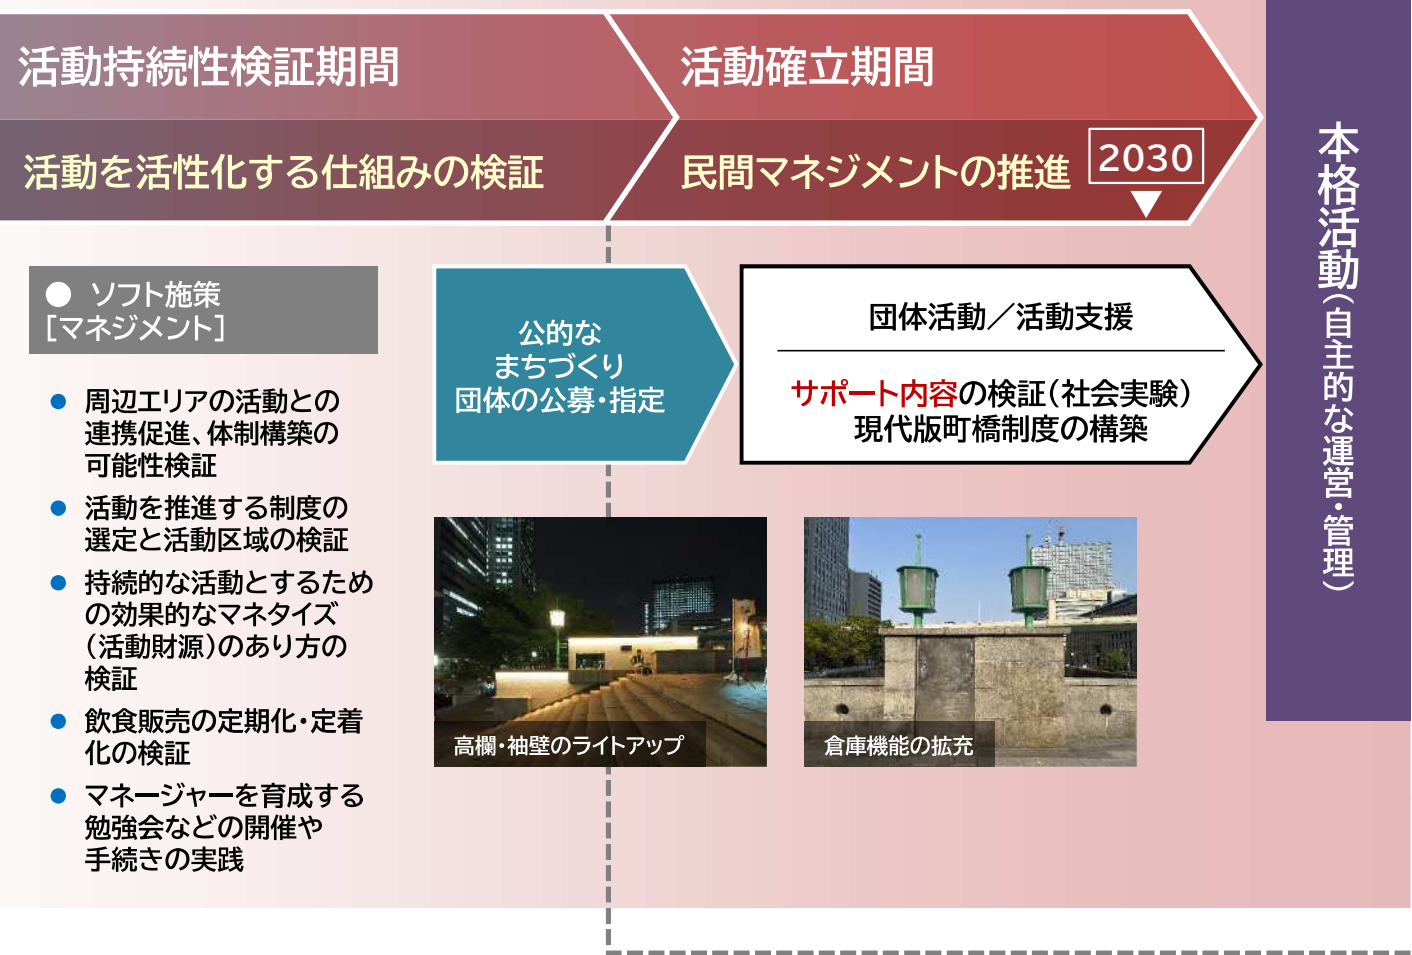 活動持続性検証期間
活動を活性化する仕組みの検証
活動確立期間
民間マネジメントの推進
2030
本格活動(自主的な運営・管理)
● ソフト施策
[マネジメント]
● 周辺エリアの活動との
連携促進、体制構築の
可能性検証
● 活動を推進する制度の
選定と活動区域の検証
● 持続的な活動とするため
の効果的なマネタイズ
(活動財源)のあり方の
検証
● 飲食販売の定期化・定着
化の検証
● マネージャーを育成する
勉強会などの開催や
手続きの実践
公的な
まちづくり
団体の公募・指定
団体活動／活動支援
サポート内容の検証(社会実験)
現代版町橋制度の構築
高欄・袖壁のライトアップ
倉庫機能の拡充